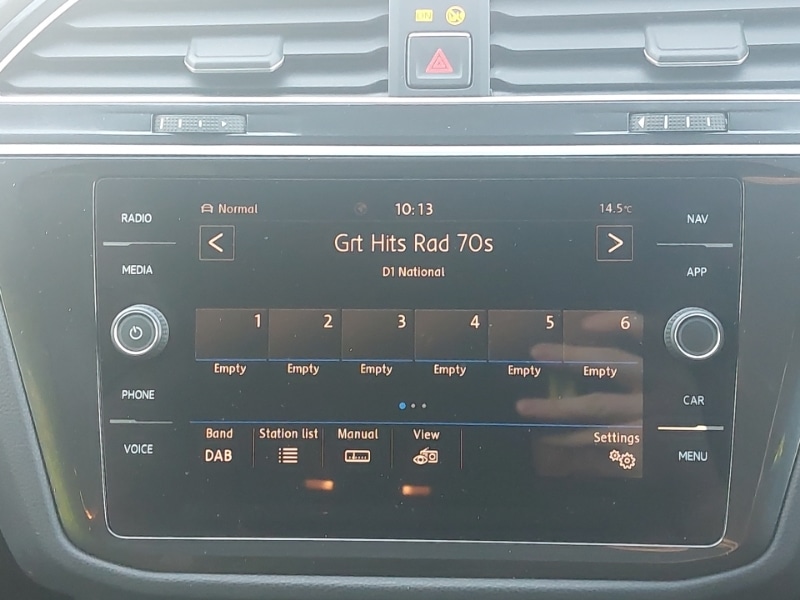 RADIO
MEDIA
PHONE
VOICE
Normal
10:13
14.5°C
<
Grt Hits Rad 70s
>
D1 National
1 2 3 4 5 6
Empty Empty Empty Empty Empty Empty
Band Station list Manual View Settings
DAB
NAV
APP
CAR
MENU